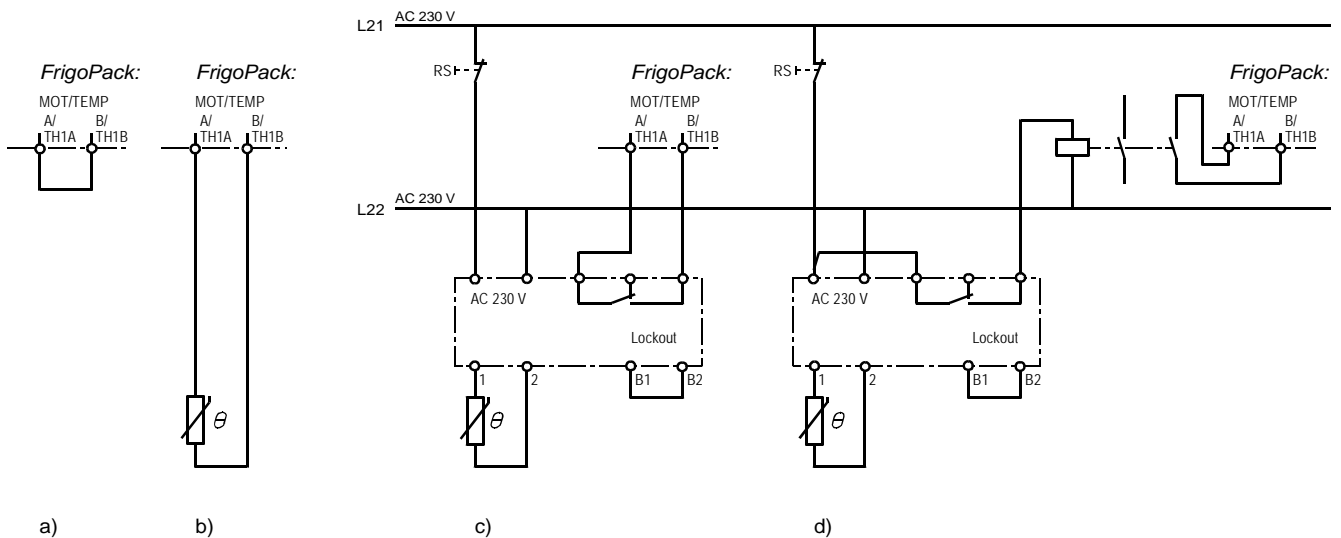 L21 AC 230 V
FrigoPack: FrigoPack: RS FrigoPack: RS FrigoPack:
MOT/TEMP MOT/TEMP MOT/TEMP MOT/TEMP
A/ B/ A/ B/ A/ B/ A/ B/
TH1A TH1B TH1A TH1B TH1A TH1B TH1A TH1B
L22 AC 230 V
AC 230 V AC 230 V
Lockout Lockout
1 2 B1 B2 1 2 B1 B2
θ θ θ
a) b) c) d)